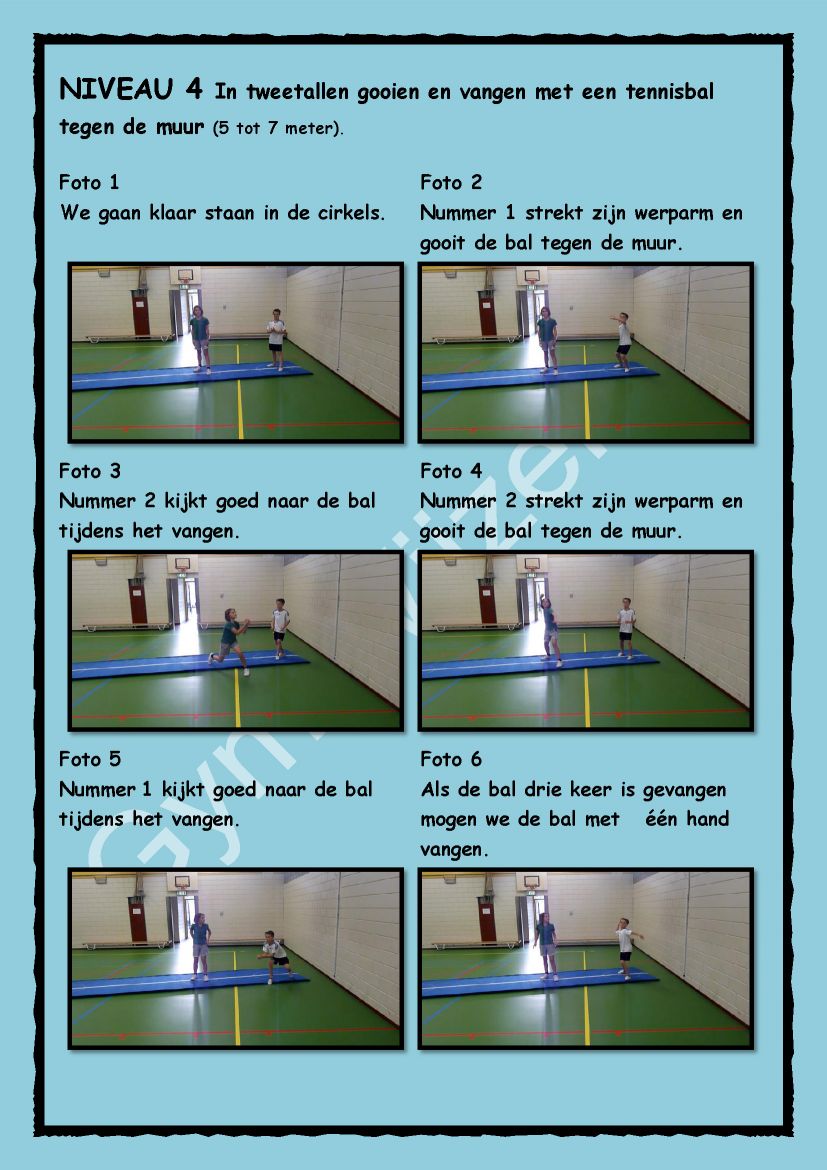 NIVEAU 4 In tweetallen gooien en vangen met een tennisbal
tegen de muur (5 tot 7 meter).
Foto 1
We gaan klaar staan in de cirkels.
Foto 2
Nummer 1 strekt zijn werparm en
gooit de bal tegen de muur.
Foto 3
Nummer 2 kijkt goed naar de bal
tijdens het vangen.
Foto 4
Nummer 2 strekt zijn werparm en
gooit de bal tegen de muur.
Foto 5
Nummer 1 kijkt goed naar de bal
tijdens het vangen.
Foto 6
Als de bal drie keer is gevangen
mogen we de bal met één hand
vangen.